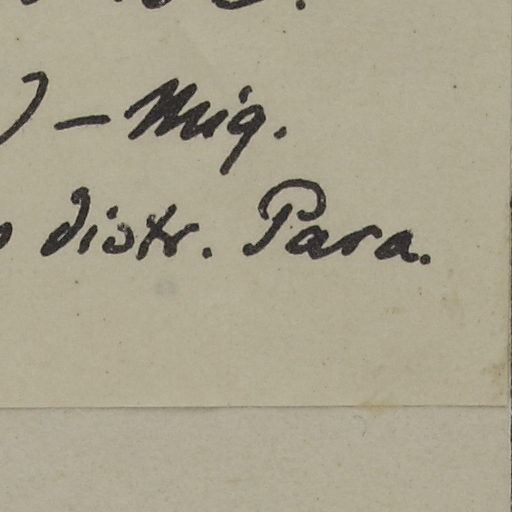 ) - Miq.
distr. Para.